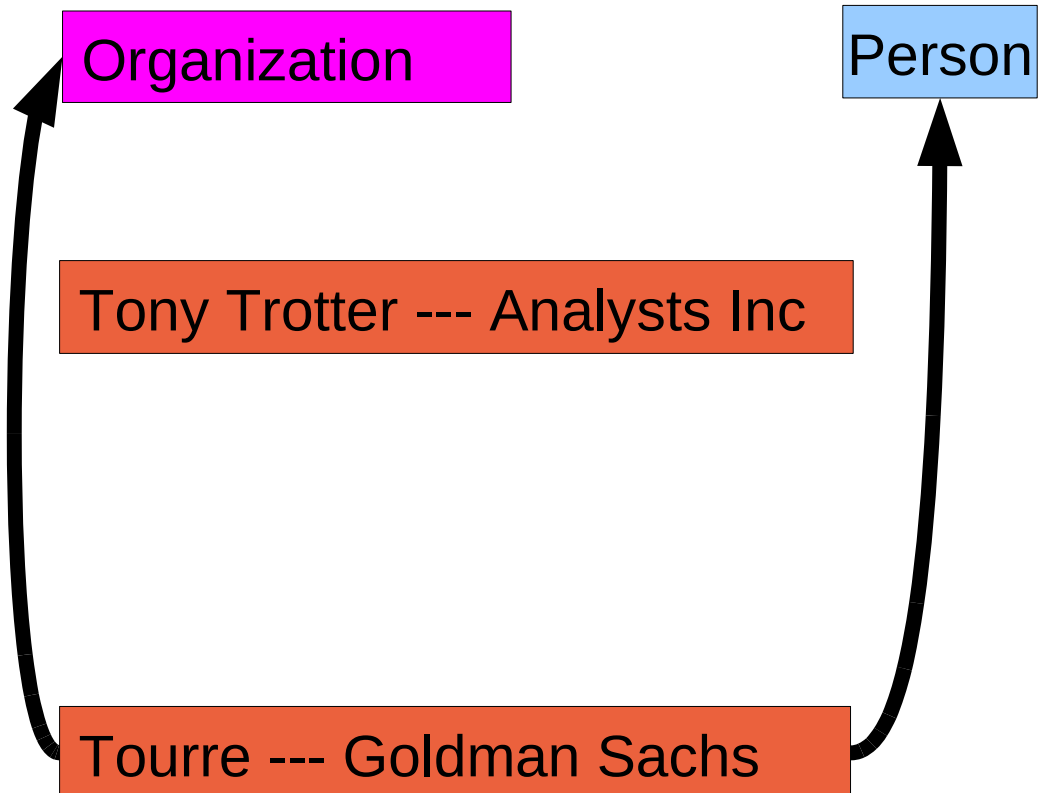 Organization
Person
Tony Trotter --- Analysts Inc
Tourre --- Goldman Sachs